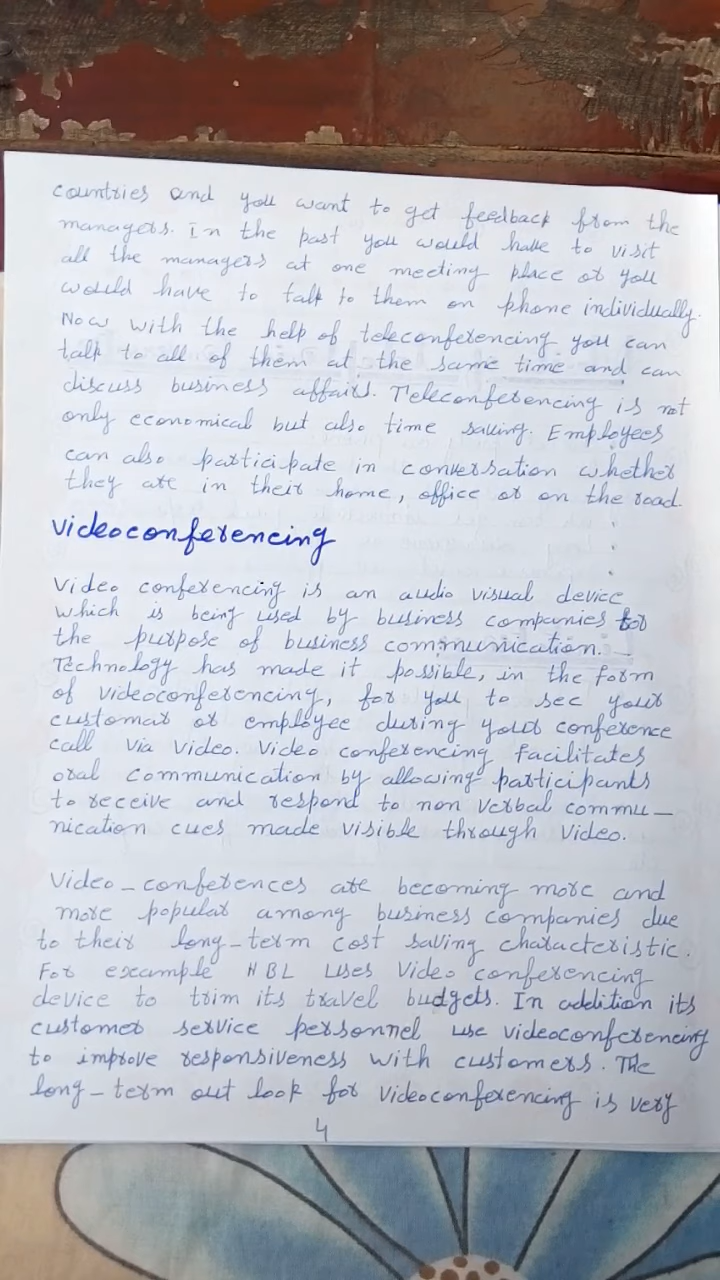 countries and you want to get feedback from the
managers. In the past you would have to visit
all the managers at one meeting place or you
would have to talk to them on phone individually.
Now with the help of teleconferencing you can
talk to all of them at the same time and can
discuss business affairs. Teleconferencing is not
only economical but also time saving. Employees
can also participate in conversation whether
they are in their home, office or on the road.
videoconferencing
Video conferencing is an audio visual device
which is being used by business companies for
the purpose of business communication.
Technology has made it possible, in the form
of videoconferencing, for you to see your
customar or employee during your conference
call via video. Video conferencing facilitates
oral communication by allowing participants
to receive and respond to non verbal commu-
nication cues made visible through video.
Video-conferences are becoming more and
more popular among business companies due
to their long-term cost saving characteristic.
For example HBL uses Video conferencing
device to trim its travel budgets. In addition its
customer service personnel use videoconferencing
to improve responsiveness with customers. The
long-term out look for videoconferencing is very
4